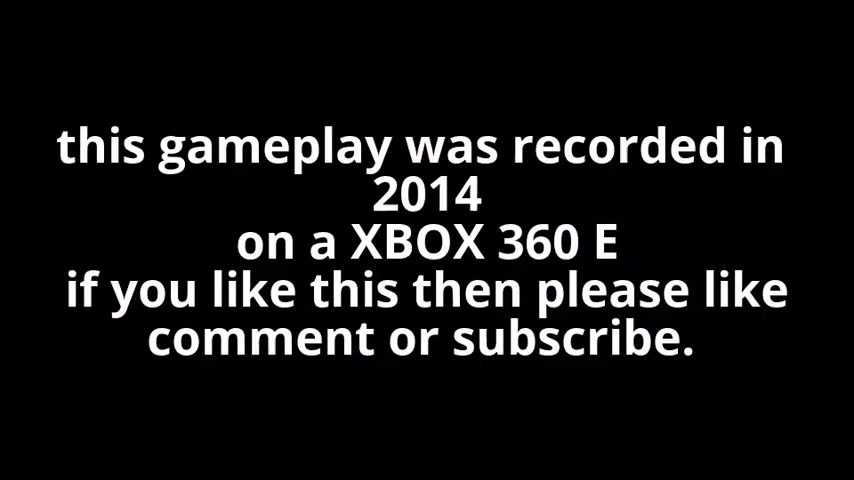 this gameplay was recorded in
2014
on a XBOX 360 E
if you like this then please like
comment or subscribe.